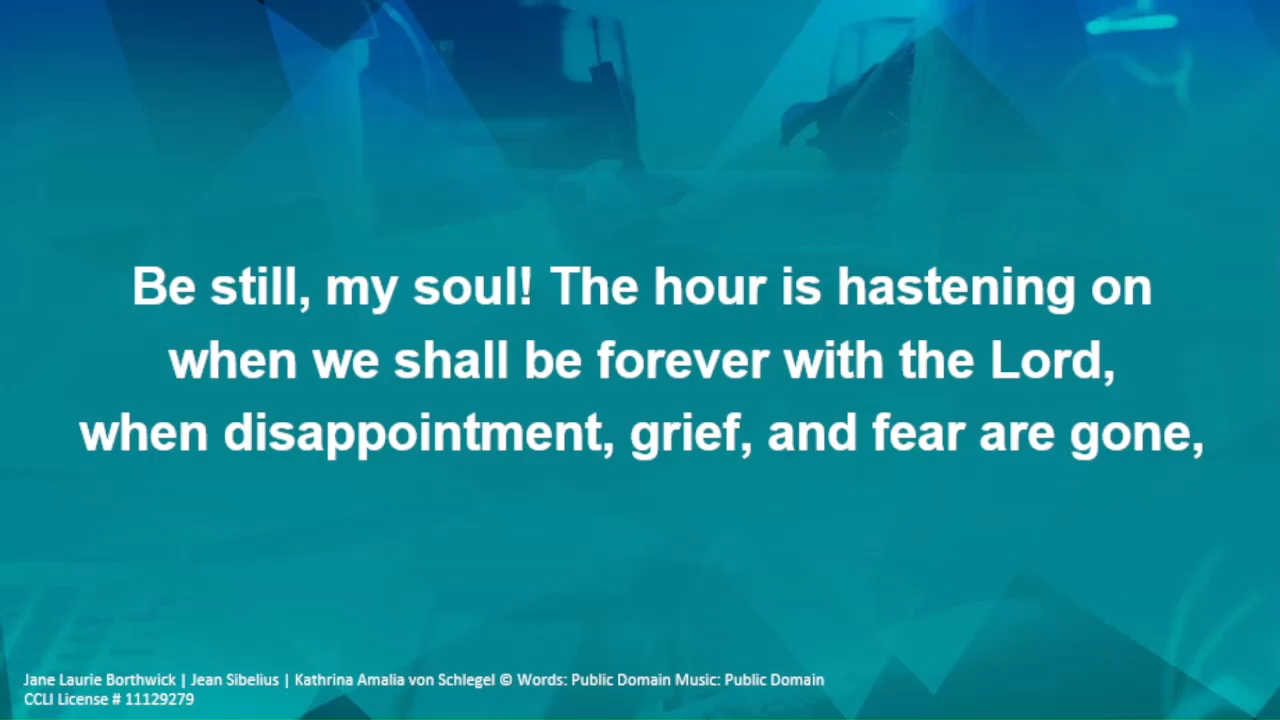 Be still, my soul! The hour is hastening on
when we shall be forever with the Lord,
when disappointment, grief, and fear are gone,
Jane Laurie Borthwick | Jean Sibelius | Kathrina Amalia von Schlegel © Words: Public Domain Music: Public Domain
CCLI License # 11129279